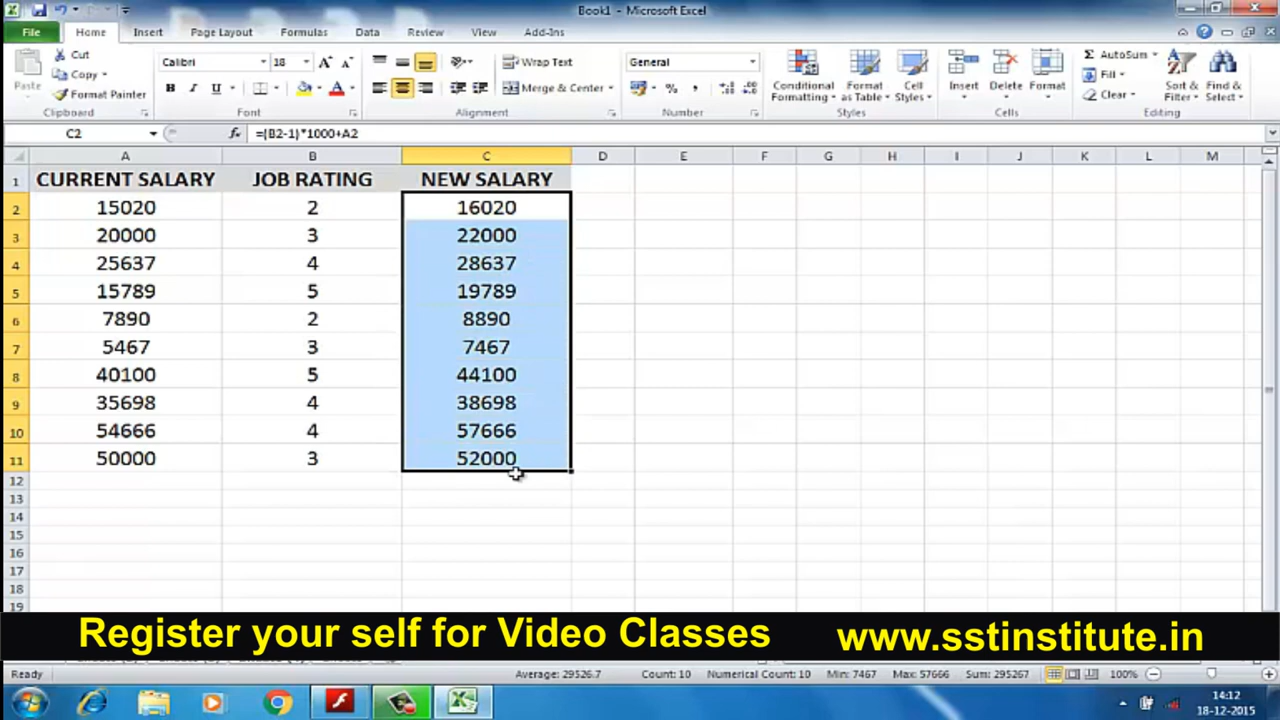 Book1 - Microsoft Excel
File Home Insert Page Layout Formulas Data Review View Add-Ins
Cut
Copy
Format Painter
Paste
Clipboard
Calibri 18
B I U
Font
Wrap Text
Merge & Center
Alignment
General
Number
Conditional Formatting
Format as Table
Cell Styles
Styles
Insert Delete Format
Cells
AutoSum
Fill
Clear
Sort & Filter
Find & Select
Editing
C2 fx =(B2-1)*1000+A2
A B C D E F G H I J K L M
1 CURRENT SALARY JOB RATING NEW SALARY
2 15020 2 16020
3 20000 3 22000
4 25637 4 28637
5 15789 5 19789
6 7890 2 8890
7 5467 3 7467
8 40100 5 44100
9 35698 4 38698
10 54666 4 57666
11 50000 3 52000
12
13
14
15
16
17
18
19
Register your self for Video Classes www.sstinstitute.in
Ready Average: 29526.7 Count: 10 Numerical Count: 10 Min: 7467 Max: 57666 Sum: 295267 100%
14:12
18-12-2015